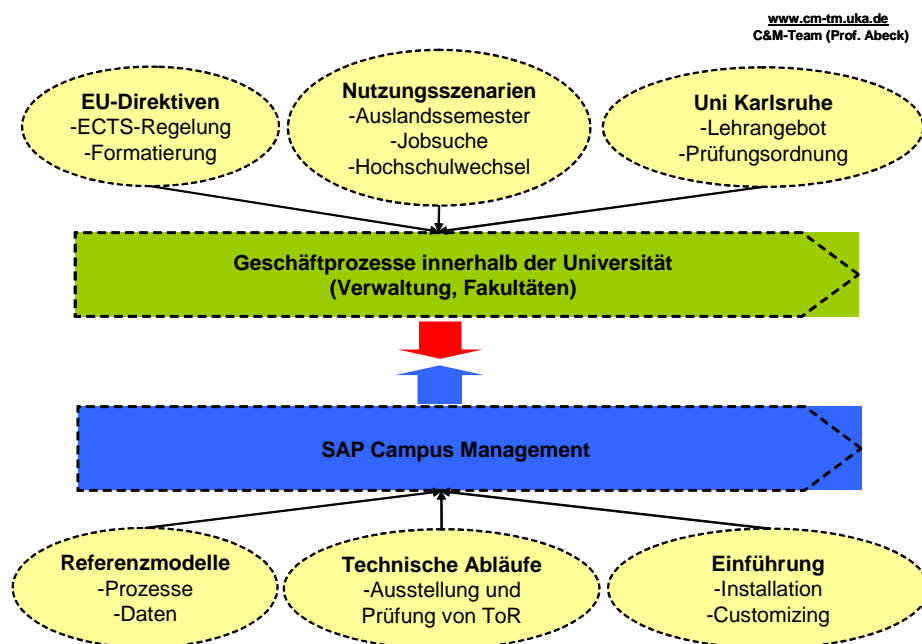 www.cm-tm.uka.de
C&M-Team (Prof. Abeck)
EU-Direktiven
-ECTS-Regelung
-Formatierung
Nutzungsszenarien
-Auslandssemester
-Jobsuche
-Hochschulwechsel
Uni Karlsruhe
-Lehrangebot
-Prüfungsordnung
Geschäftprozesse innerhalb der Universität
(Verwaltung, Fakultäten)
SAP Campus Management
Referenzmodelle
-Prozesse
-Daten
Technische Abläufe
-Ausstellung und
Prüfung von ToR
Einführung
-Installation
-Customizing